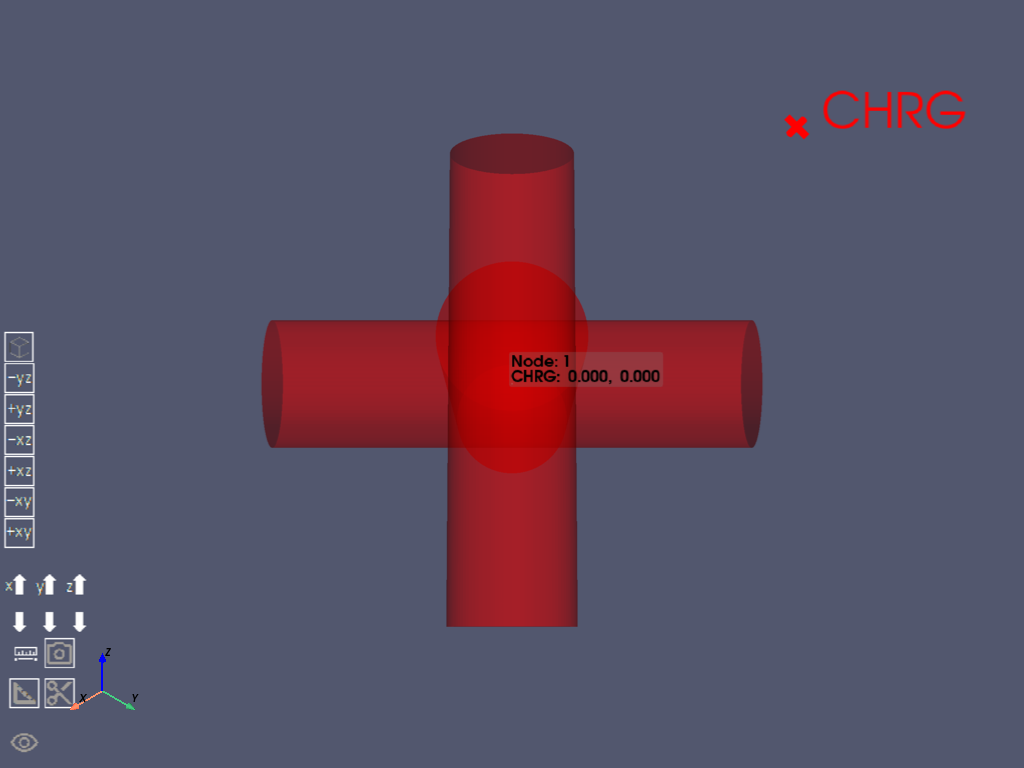 CHRG
Node: 1
CHRG: 0.000, 0.000
-yz
+yz
-xz
+xz
-xy
+xy
x y z
Z
X Y